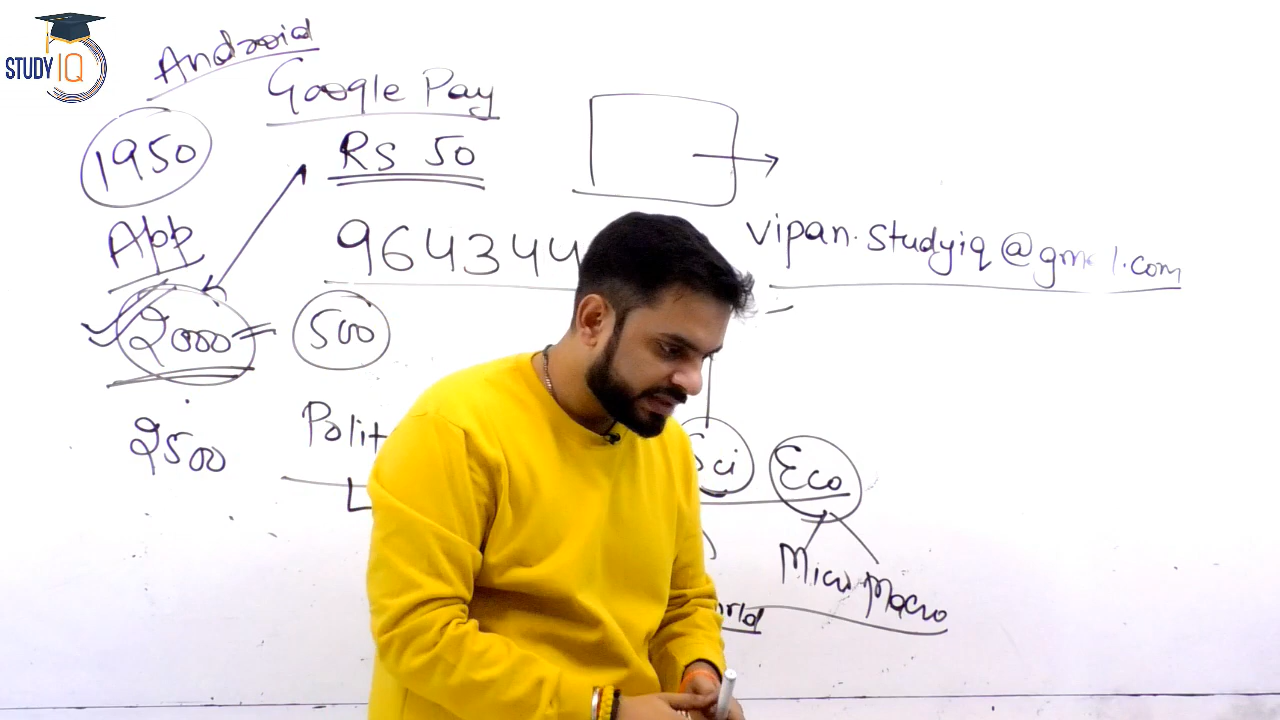 STUDY IQ
Android
Google Pay
1950
Rs 50
App
964344
vipan.studyiq@gm .com
2000
500
2500
Polit
Sci
Eco
Micro Macro
orld